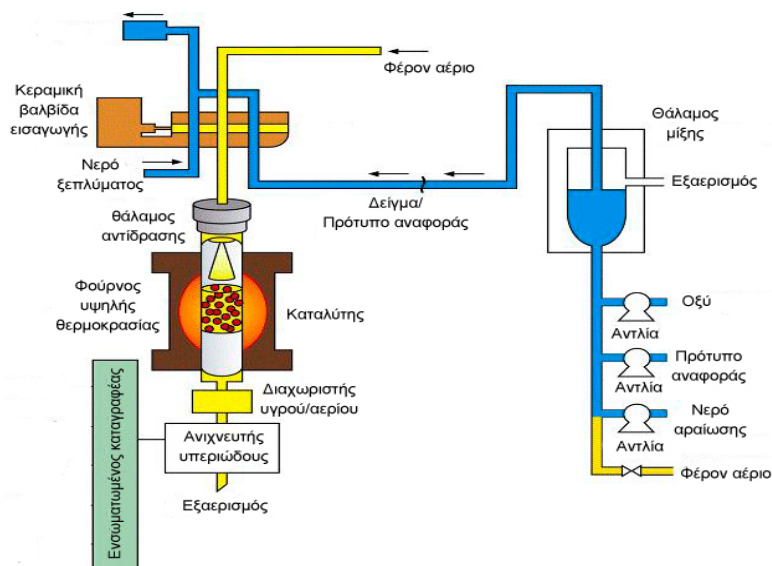 Φέρον αέριο
Κεραμική
βαλβίδα
εισαγωγής
Νερό
ξεπλύματος
Δείγμα/
Πρότυπο αναφοράς
Θάλαμος
μίξης
Εξαερισμός
θάλαμος
αντίδρασης
Φούρνος
υψηλής
θερμοκρασίας
Καταλύτης
Οξύ
Αντλία
Πρότυπο
αναφοράς
Αντλία
Νερό
αραίωσης
Αντλία
Φέρον αέριο
Διαχωριστής
υγρού/αερίου
Ανιχνευτής
υπεριώδους
Εξαερισμός
Ενσωματωμένος καταγραφέας